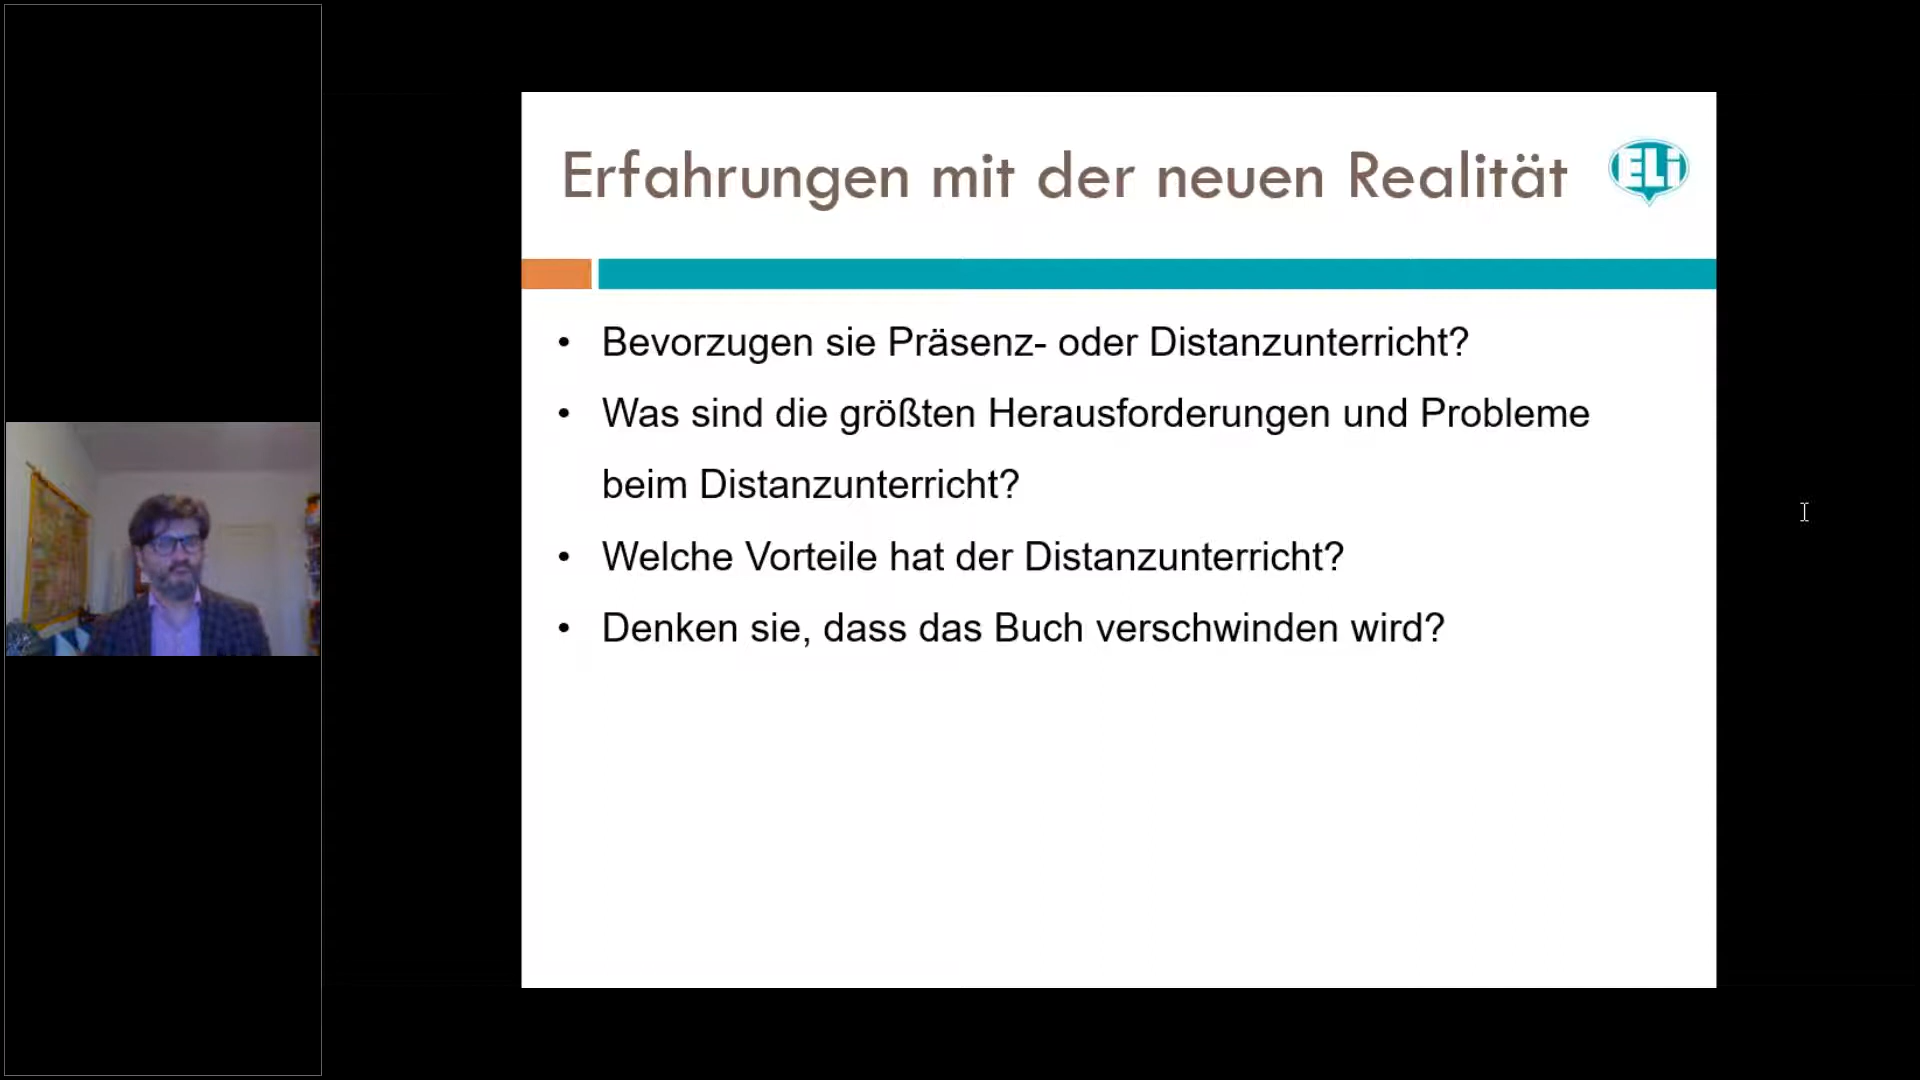 Erfahrungen mit der neuen Realität
ELi
• Bevorzugen sie Präsenz- oder Distanzunterricht?
• Was sind die größten Herausforderungen und Probleme
beim Distanzunterricht?
• Welche Vorteile hat der Distanzunterricht?
• Denken sie, dass das Buch verschwinden wird?